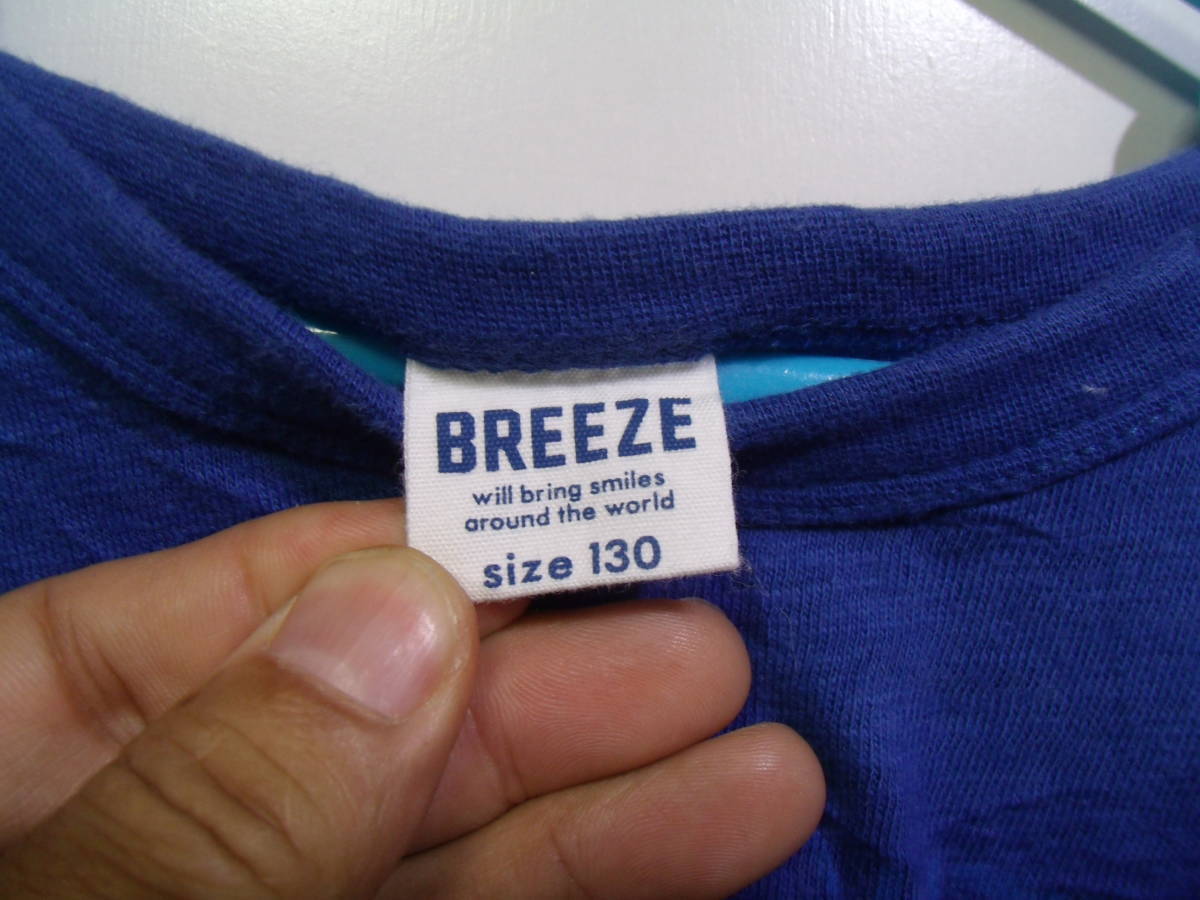 BREEZE
will bring smiles
around the world
size 130